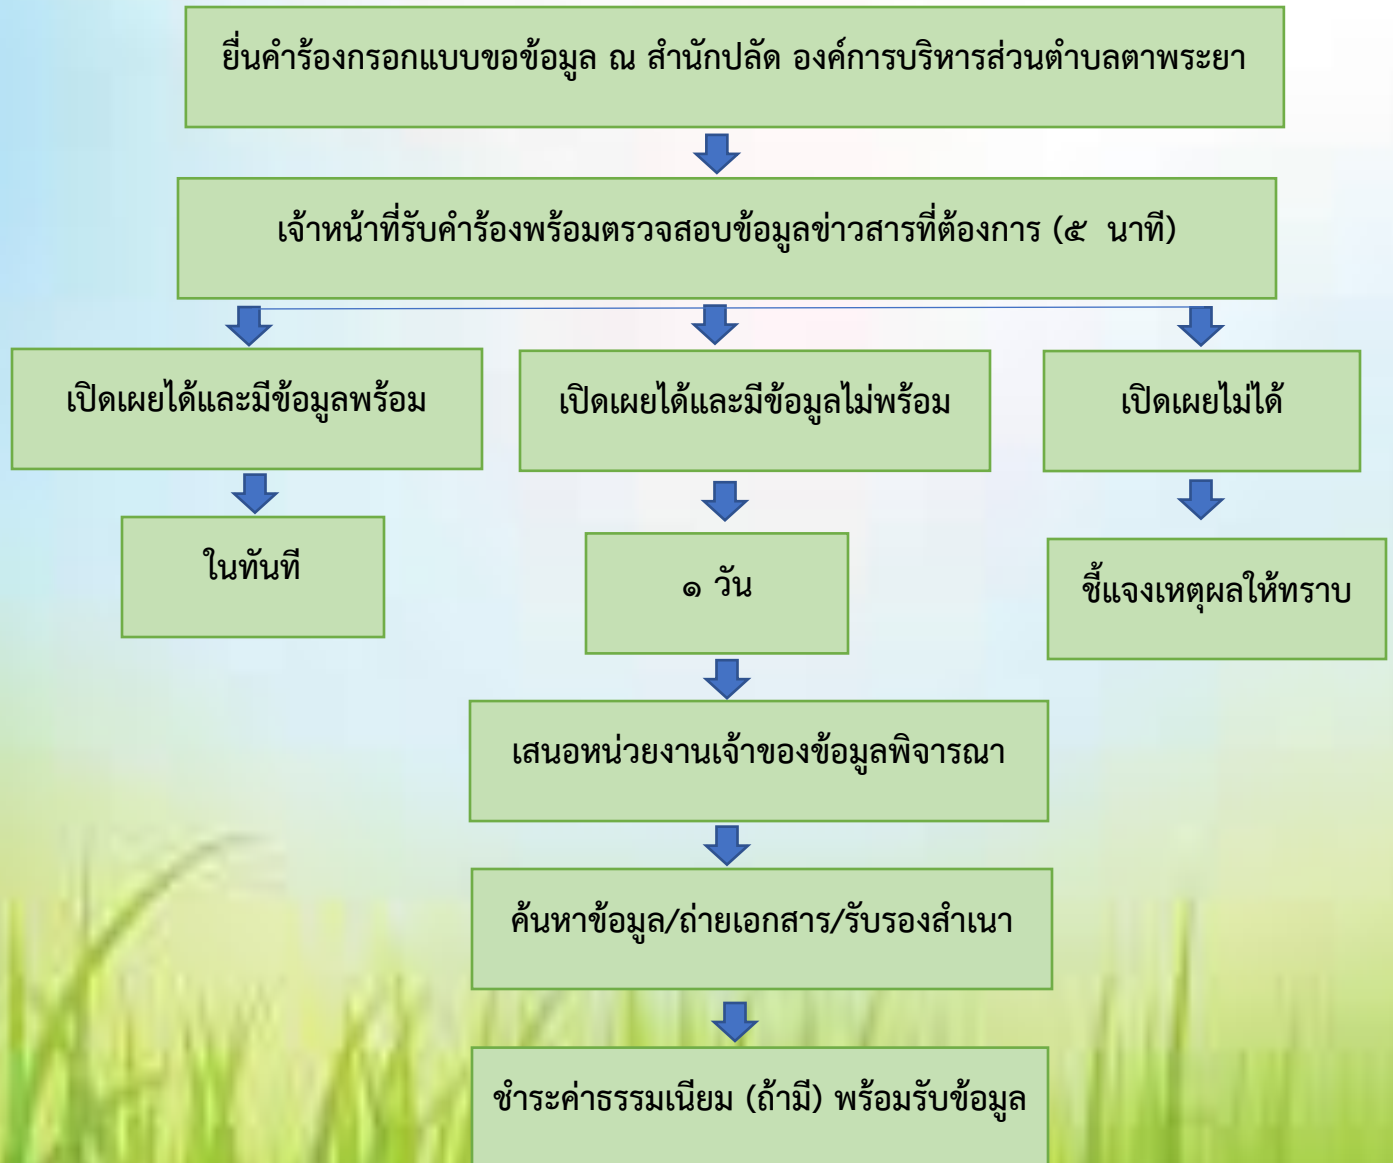 ยื่นคำร้องกรอกแบบขอข้อมูล ณ สำนักปลัด องค์การบริหารส่วนตำบลตาพระยา
เจ้าหน้าที่รับคำร้องพร้อมตรวจสอบข้อมูลข่าวสารที่ต้องการ (๕ นาที)
เปิดเผยได้และมีข้อมูลพร้อม
เปิดเผยได้และมีข้อมูลไม่พร้อม
เปิดเผยไม่ได้
ในทันที
๑ วัน
ชี้แจงเหตุผลให้ทราบ
เสนอหน่วยงานเจ้าของข้อมูลพิจารณา
ค้นหาข้อมูล/ถ่ายเอกสาร/รับรองสำเนา
ชำระค่าธรรมเนียม (ถ้ามี) พร้อมรับข้อมูล